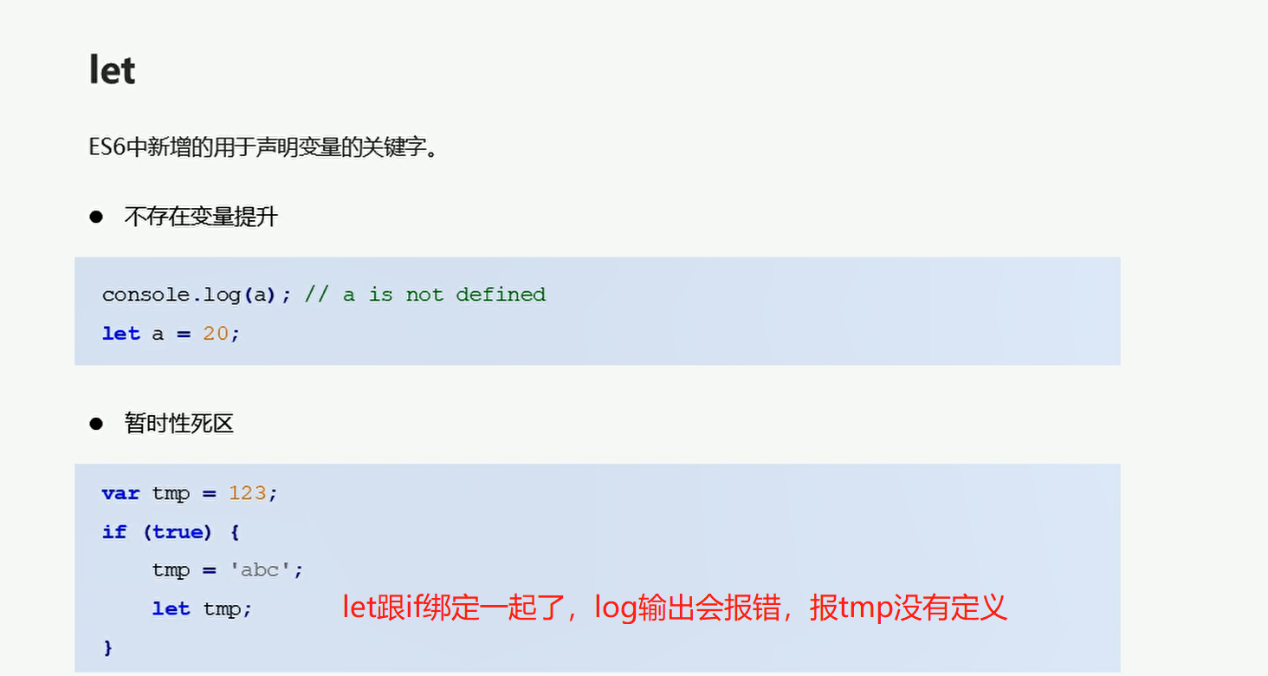 let
ES6中新增的用于声明变量的关键字。
● 不存在变量提升
console.log(a); // a is not defined
let a = 20;
● 暂时性死区
var tmp = 123;
if (true) {
    tmp = 'abc';
    let tmp; let跟if绑定一起了，log输出会报错，报tmp没有定义
}